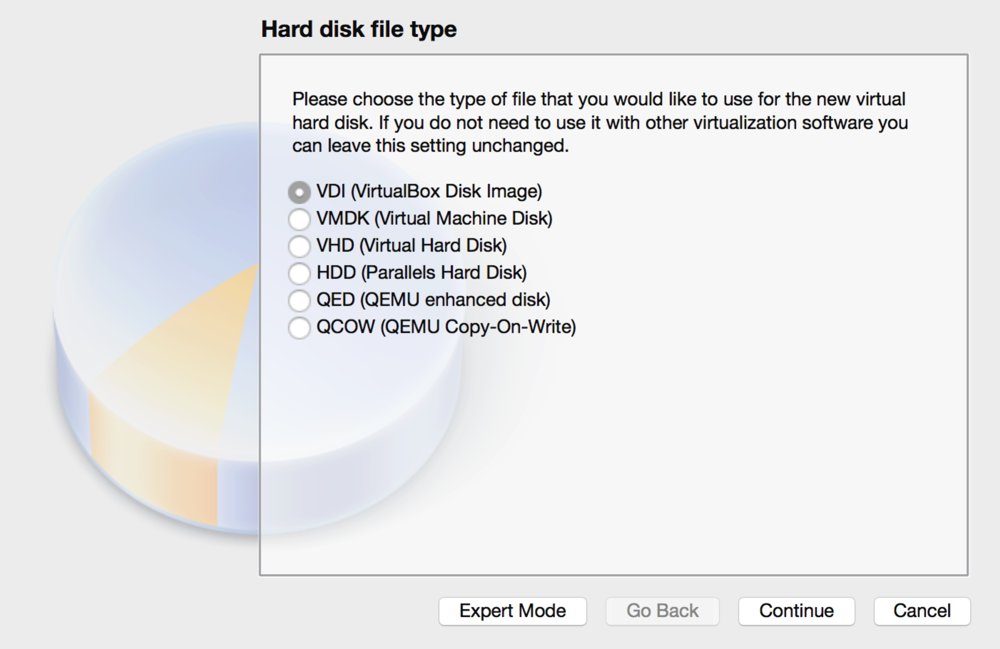 Hard disk file type
Please choose the type of file that you would like to use for the new virtual
hard disk. If you do not need to use it with other virtualization software you
can leave this setting unchanged.
VDI (VirtualBox Disk Image)
VMDK (Virtual Machine Disk)
VHD (Virtual Hard Disk)
HDD (Parallels Hard Disk)
QED (QEMU enhanced disk)
QCOW (QEMU Copy-On-Write)
Expert Mode
Go Back
Continue
Cancel